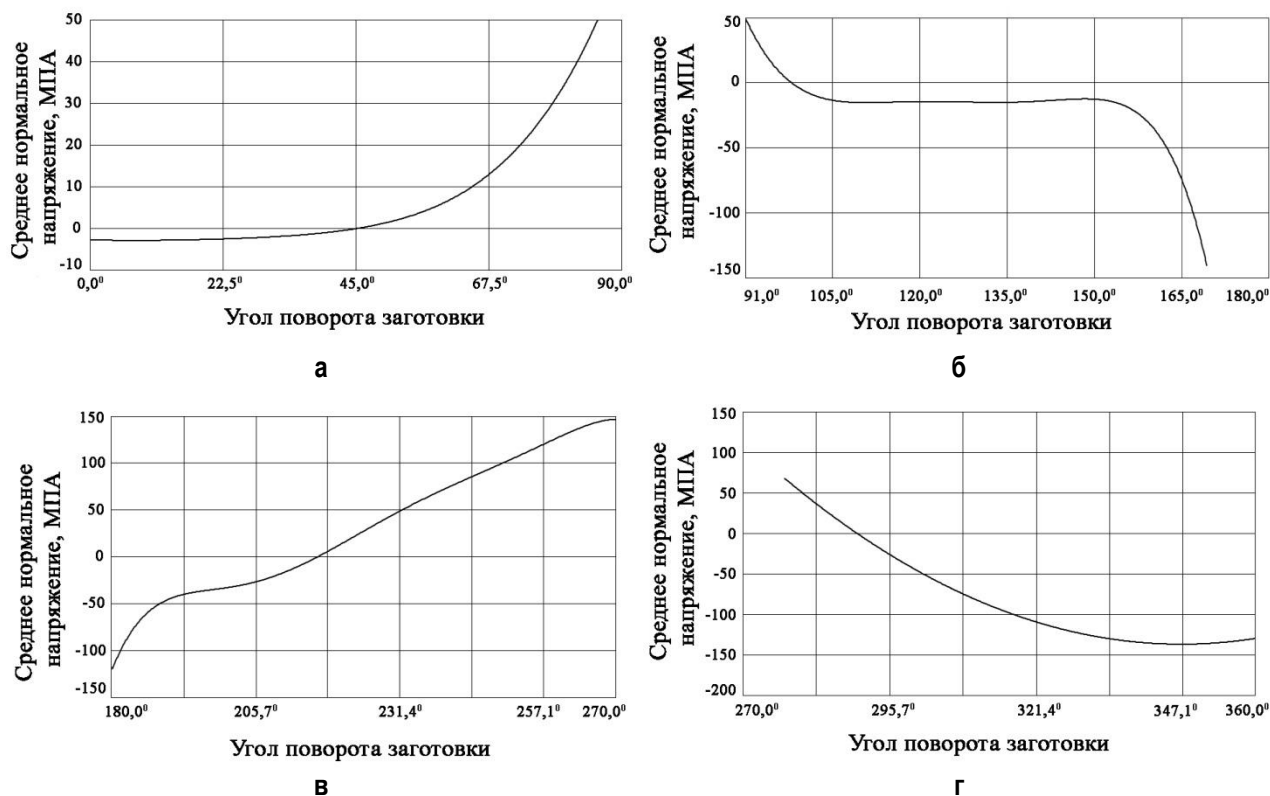 Среднее нормальное
напряжение, МПА
50
40
30
20
10
0
-10
0,0⁰ 22,5⁰ 45,0⁰ 67,5⁰ 90,0⁰
Угол поворота заготовки
а
Среднее нормальное
напряжение, МПА
50
0
-50
-100
-150
91,0⁰ 105,0⁰ 120,0⁰ 135,0⁰ 150,0⁰ 165,0⁰ 180,0⁰
Угол поворота заготовки
б
Среднее нормальное
напряжение, МПА
150
100
50
0
-50
-100
-150
180,0⁰ 205,7⁰ 231,4⁰ 257,1⁰ 270,0⁰
Угол поворота заготовки
в
Среднее нормальное
напряжение, МПА
150
100
50
0
-50
-100
-150
-200
270,0⁰ 295,7⁰ 321,4⁰ 347,1⁰ 360,0⁰
Угол поворота заготовки
г